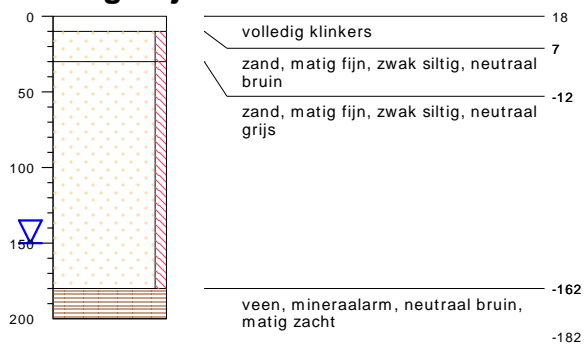 0
18
volledig klinkers
7
zand, matig fijn, zwak siltig, neutraal
bruin
-12
50
zand, matig fijn, zwak siltig, neutraal
grijs
100
150
-162
veen, mineraalarm, neutraal bruin,
matig zacht
200
-182